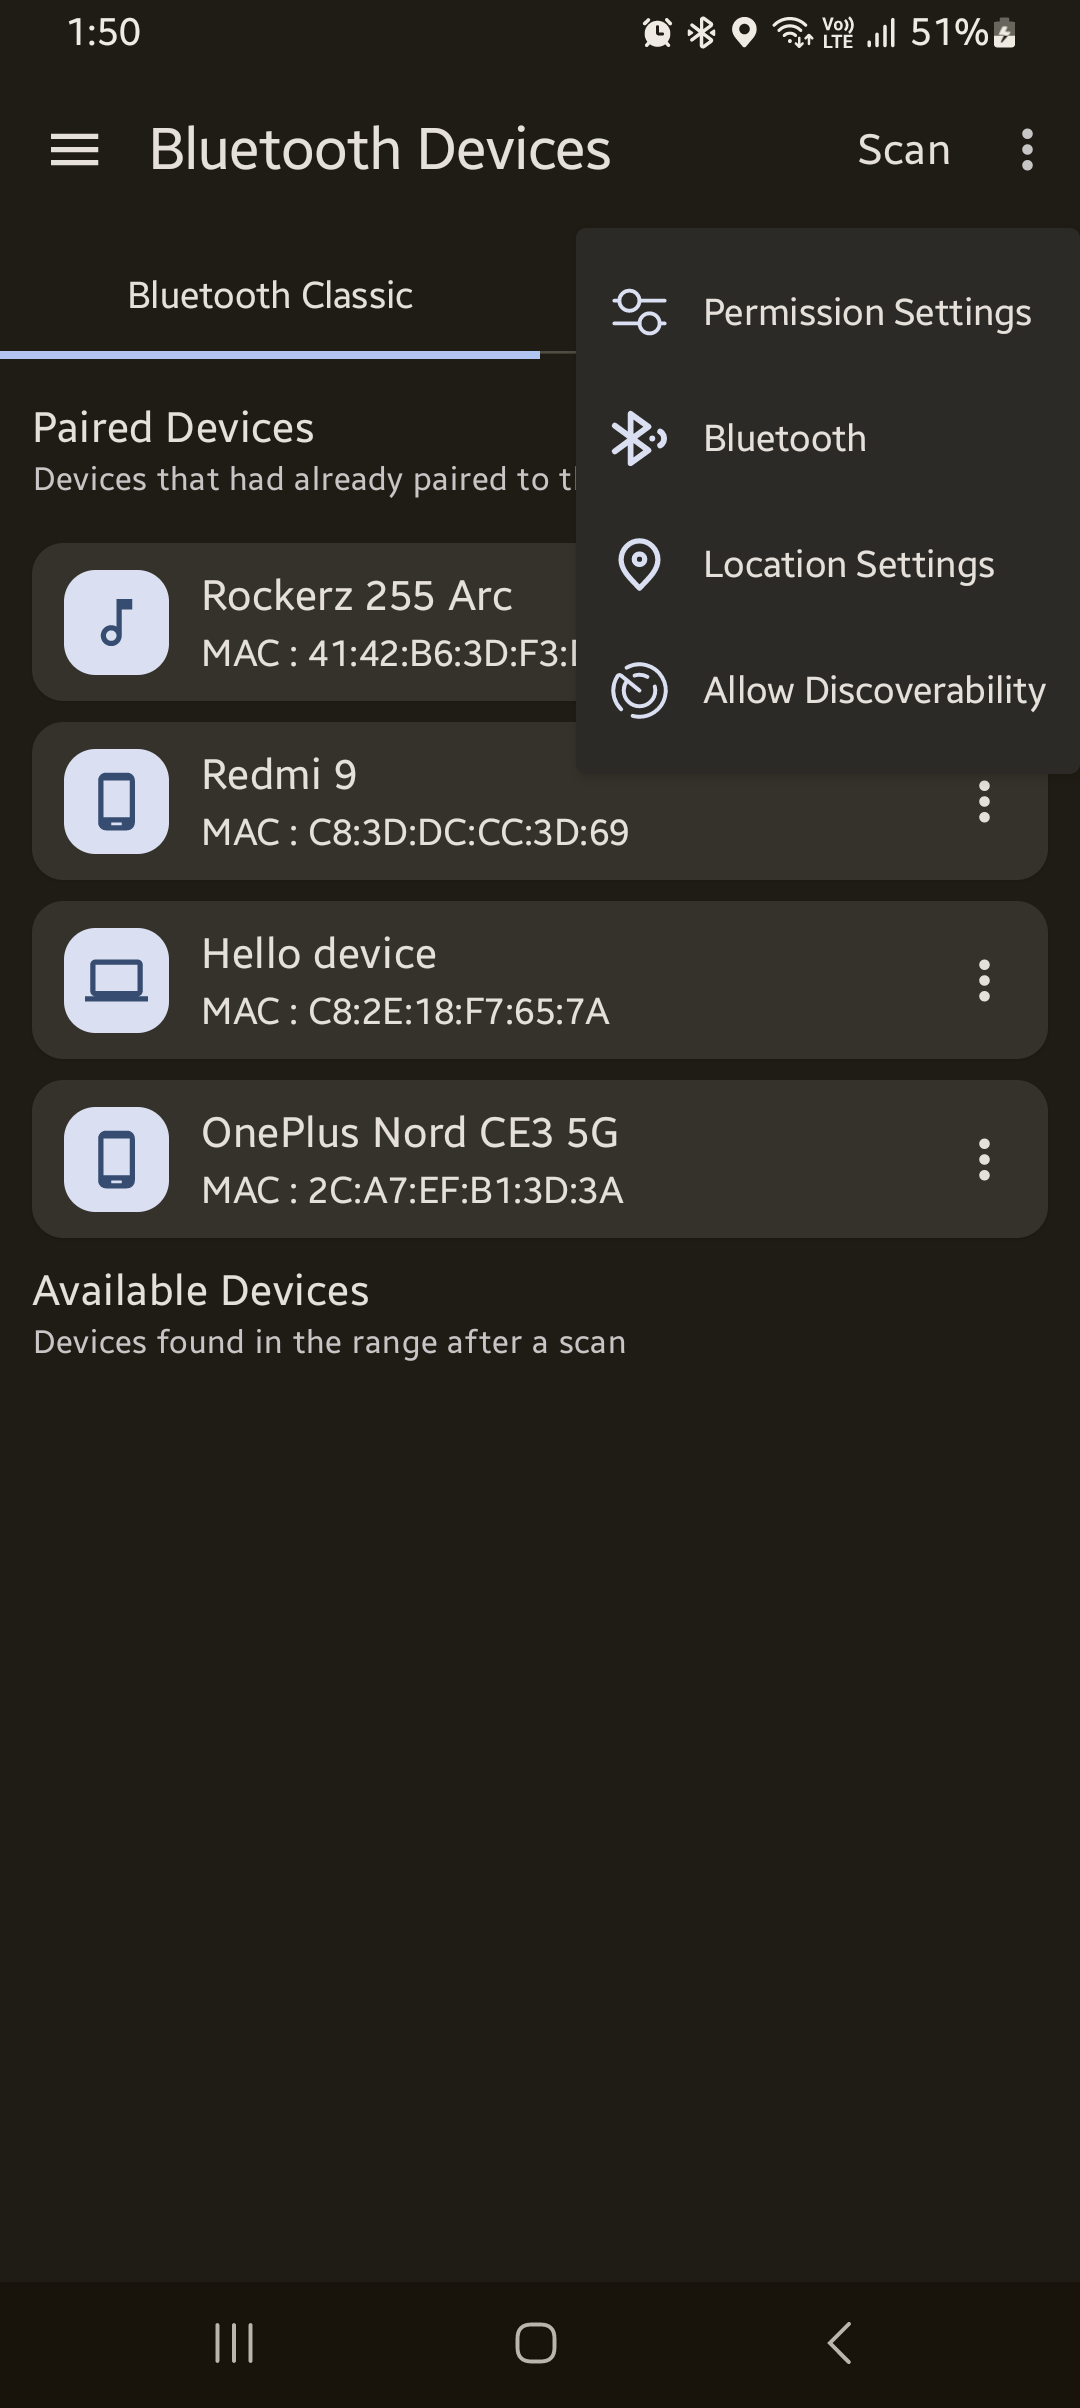 1:50
Vo)) LTE 51%
Bluetooth Devices Scan
Bluetooth Classic
Permission Settings
Bluetooth
Location Settings
Allow Discoverability
Paired Devices
Devices that had already paired to
Rockerz 255 Arc
MAC : 41:42:B6:3D:F3:
Redmi 9
MAC : C8:3D:DC:CC:3D:69
Hello device
MAC : C8:2E:18:F7:65:7A
OnePlus Nord CE3 5G
MAC : 2C:A7:EF:B1:3D:3A
Available Devices
Devices found in the range after a scan